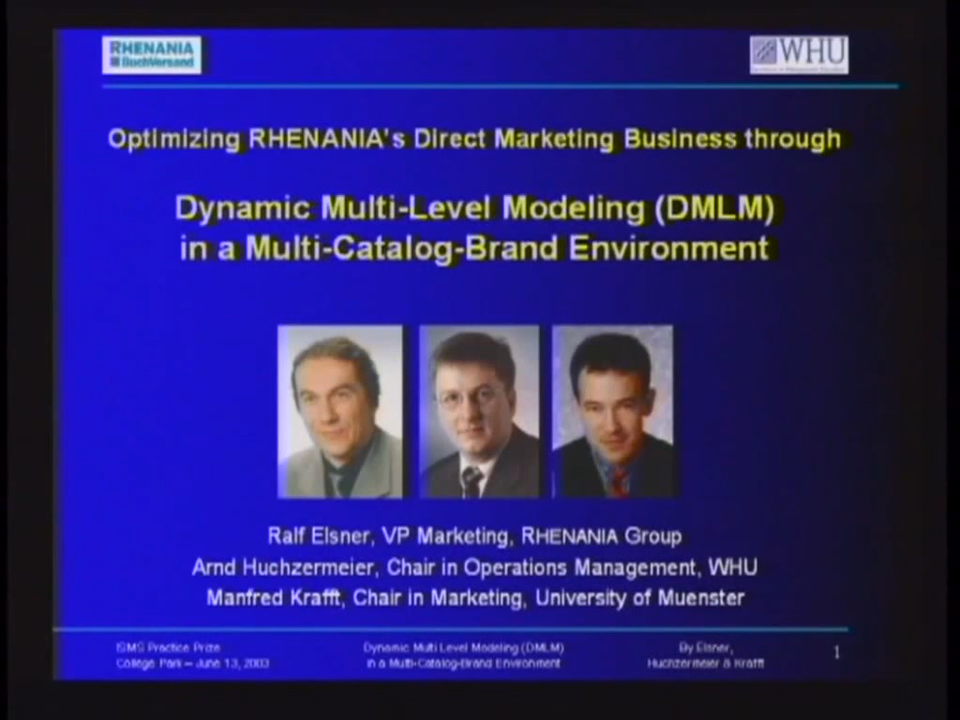 RHENANIA
BuchVersand
WHU
Optimizing RHENANIA's Direct Marketing Business through
Dynamic Multi-Level Modeling (DMLM)
in a Multi-Catalog-Brand Environment
Ralf Elsner, VP Marketing, RHENANIA Group
Arnd Huchzermeier, Chair in Operations Management, WHU
Manfred Krafft, Chair in Marketing, University of Muenster
ISMS Practice Prize
College Park – June 13, 2003
Dynamic Multi Level Modeling (DMLM)
in a Multi-Catalog-Brand Environment
By Elsner,
Huchzermeier & Krafft
1